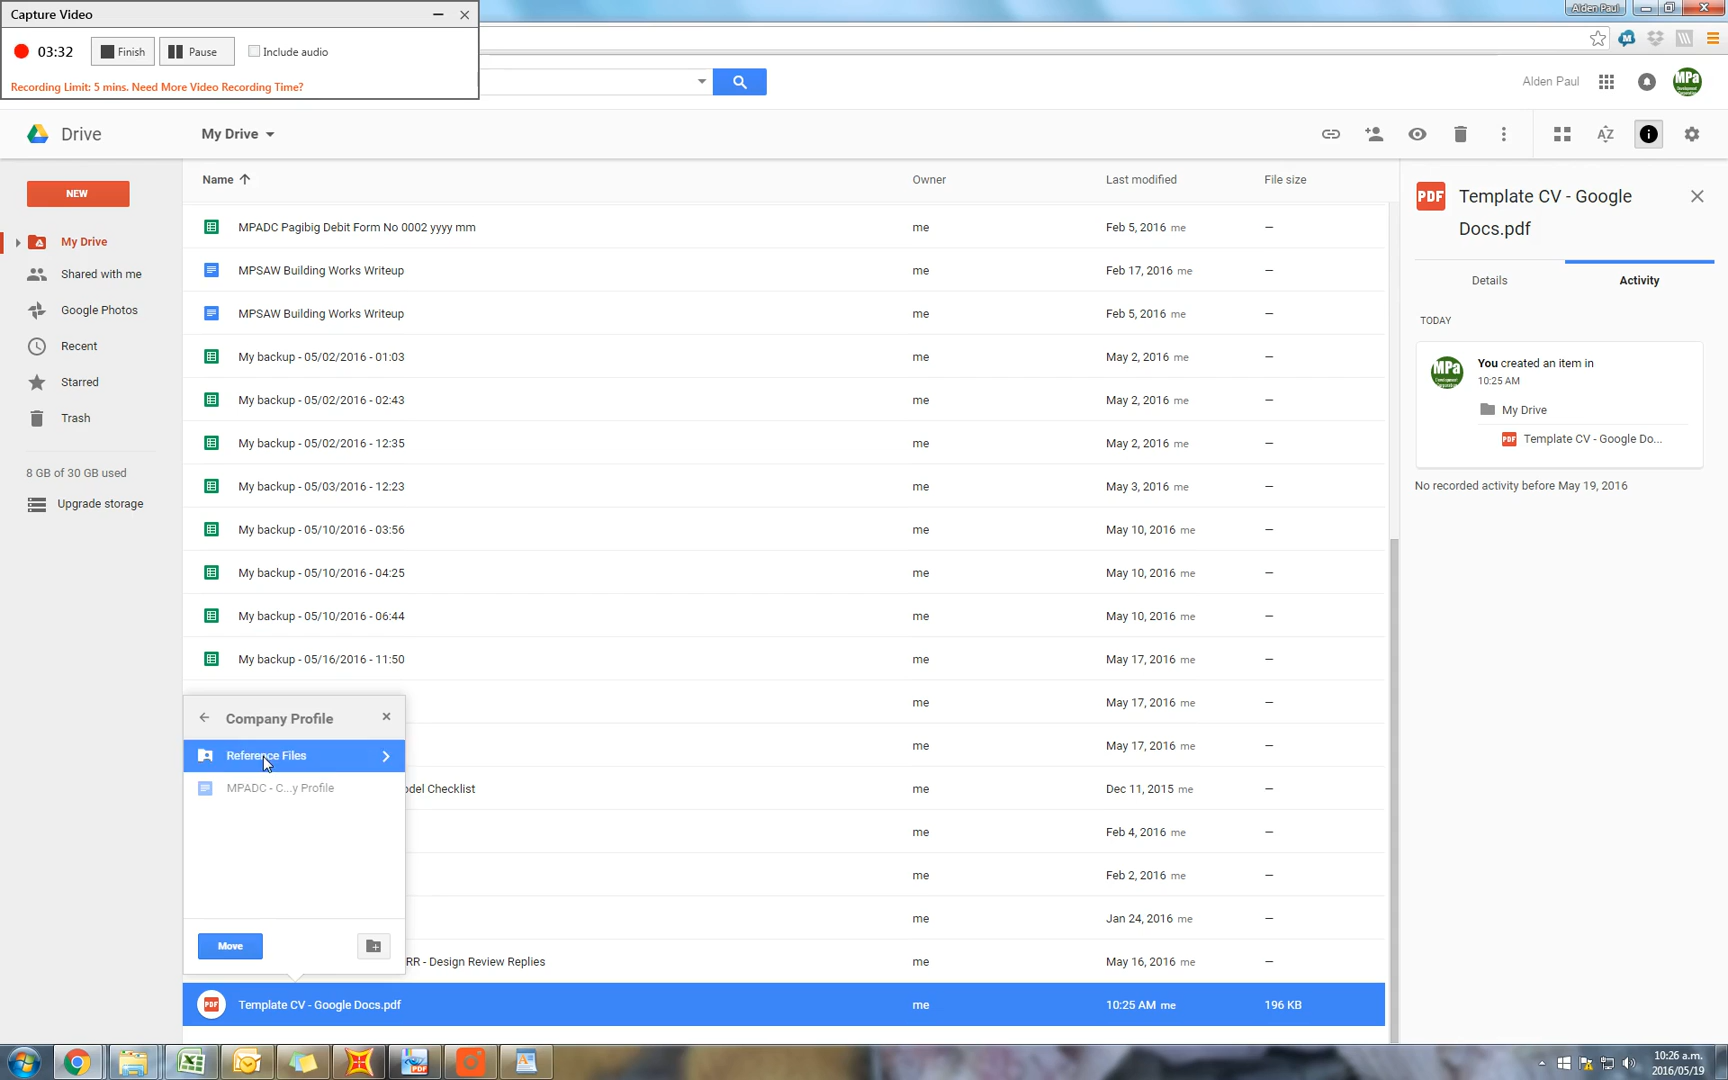 Capture Video
03:32 Finish Pause Include audio
Recording Limit: 5 mins. Need More Video Recording Time?
Alden Paul
Alden Paul
MPa
Drive
My Drive
NEW
My Drive
Shared with me
Google Photos
Recent
Starred
Trash
8 GB of 30 GB used
Upgrade storage
Name Owner Last modified File size
MPADC Pagibig Debit Form No 0002 yyyy mm me Feb 5, 2016 me –
MPSAW Building Works Writeup me Feb 17, 2016 me –
MPSAW Building Works Writeup me Feb 5, 2016 me –
My backup - 05/02/2016 - 01:03 me May 2, 2016 me –
My backup - 05/02/2016 - 02:43 me May 2, 2016 me –
My backup - 05/02/2016 - 12:35 me May 2, 2016 me –
My backup - 05/03/2016 - 12:23 me May 3, 2016 me –
My backup - 05/10/2016 - 03:56 me May 10, 2016 me –
My backup - 05/10/2016 - 04:25 me May 10, 2016 me –
My backup - 05/10/2016 - 06:44 me May 10, 2016 me –
My backup - 05/16/2016 - 11:50 me May 17, 2016 me –
me May 17, 2016 me –
me May 17, 2016 me –
odel Checklist me Dec 11, 2015 me –
me Feb 4, 2016 me –
me Feb 2, 2016 me –
me Jan 24, 2016 me –
RR - Design Review Replies me May 16, 2016 me –
PDF Template CV - Google Docs.pdf me 10:25 AM me 196 KB
Company Profile
Reference Files
MPADC - C...y Profile
Move
PDF Template CV - Google
Docs.pdf
Details Activity
TODAY
MPa
You created an item in
10:25 AM
My Drive
PDF Template CV - Google Do...
No recorded activity before May 19, 2016
PDF
10:26 a.m.
2016/05/19